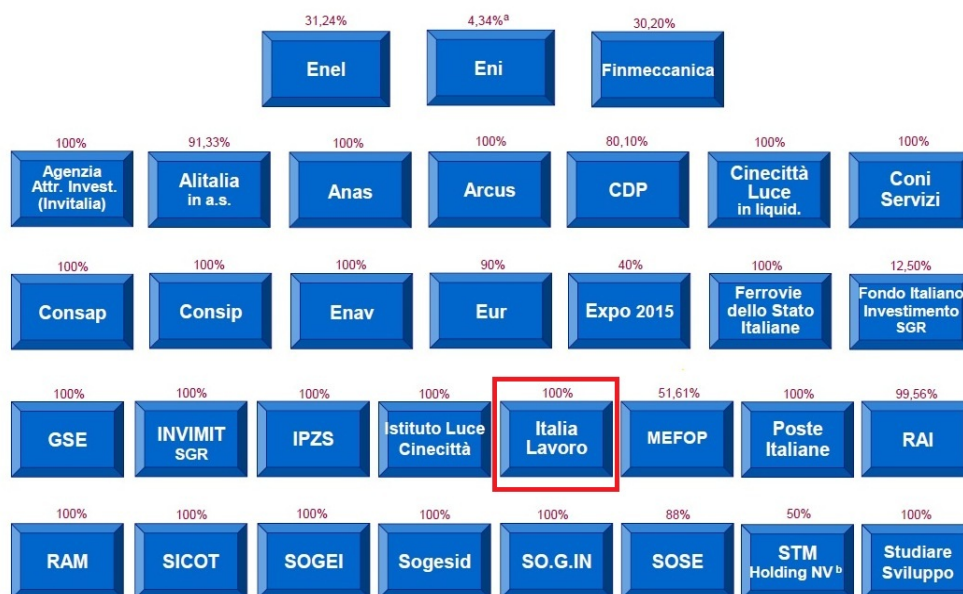 31,24% 4,34%ª 30,20%
Enel Eni Finmeccanica
100% 91,33% 100% 100% 80,10% 100% 100%
Agenzia
Attr. Invest.
(Invitalia)
Alitalia
in a.s.
Anas
Arcus
CDP
Cinecittà
Luce
in liquid.
Coni
Servizi
100% 100% 100% 90% 40% 100% 12,50%
Consap
Consip
Enav
Eur
Expo 2015
Ferrovie
dello Stato
Italiane
Fondo Italiano
Investimento
SGR
100% 100% 100% 100% 100% 51,61% 100% 99,56%
GSE
INVIMIT
SGR
IPZS
Istituto Luce
Cinecittà
Italia
Lavoro
MEFOP
Poste
Italiane
RAI
100% 100% 100% 100% 100% 88% 50% 100%
RAM
SICOT
SOGEI
Sogesid
SO.G.IN
SOSE
STM
Holding NV b
Studiare
Sviluppo